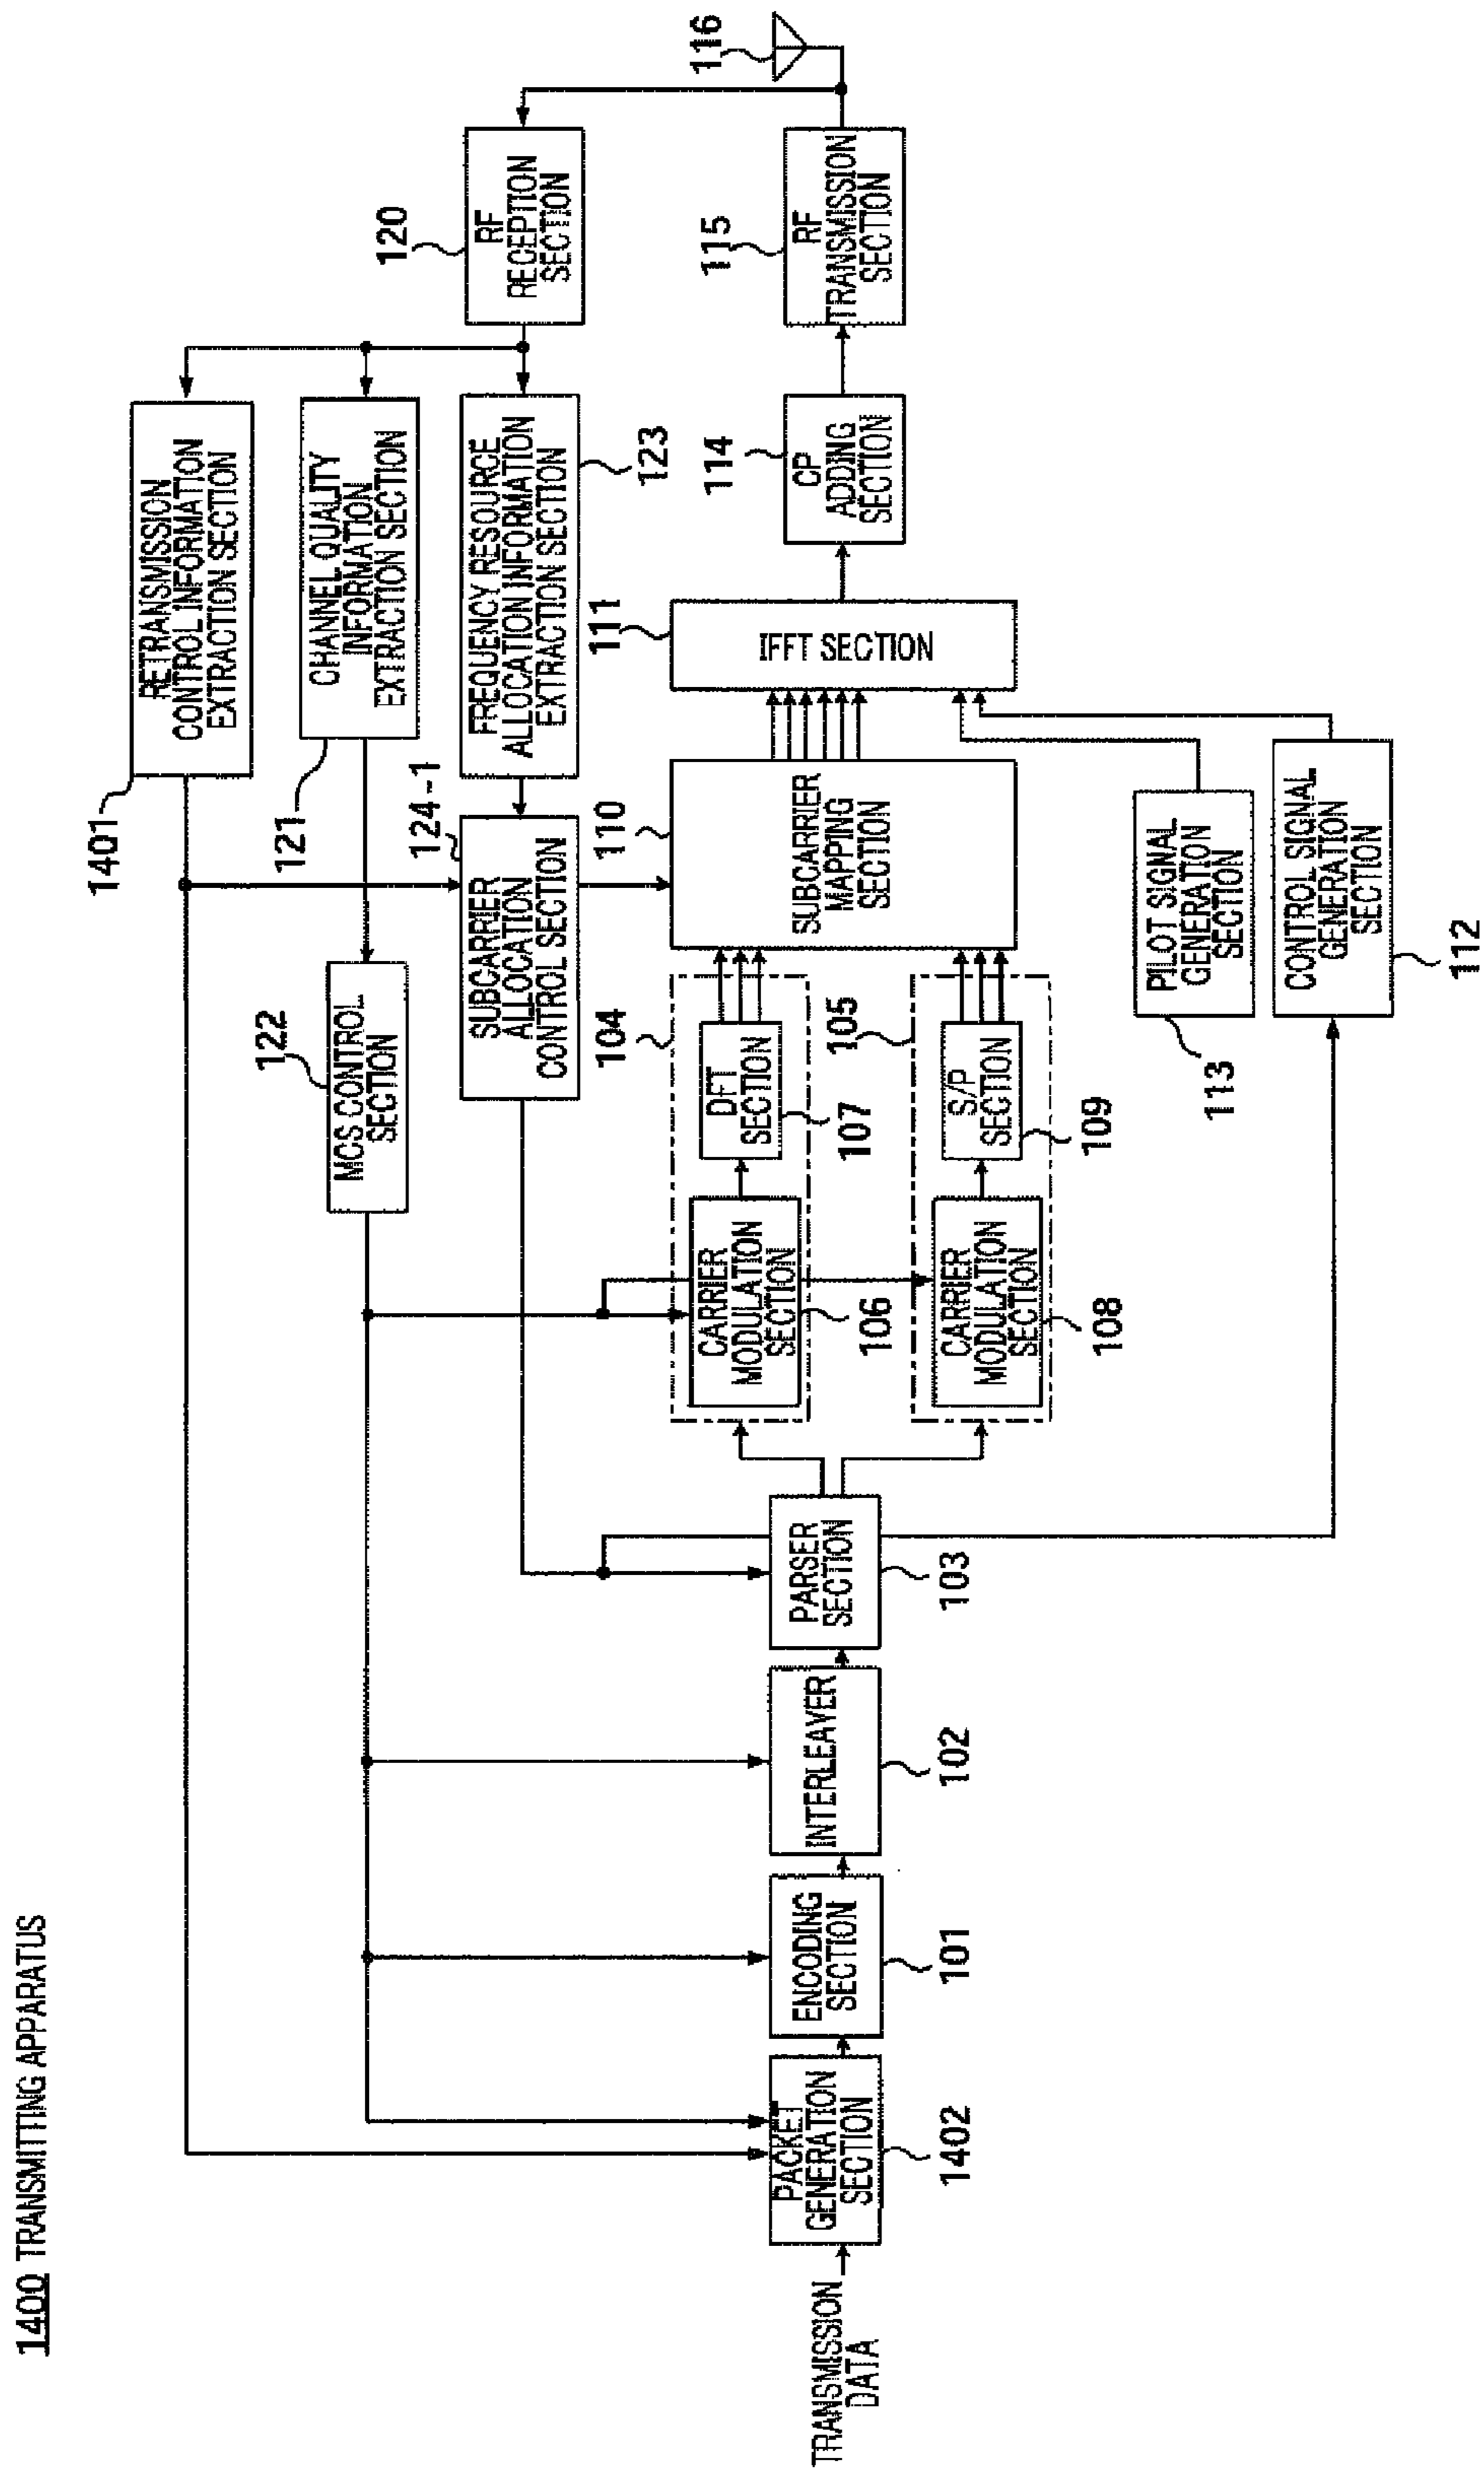 1400 TRANSMITTING APPARATUS
1401
RETRANSMISSION
CONTROL INFORMATION
EXTRACTION SECTION
122
MCS CONTROL
SECTION
121
CHANNEL QUALITY
INFORMATION
EXTRACTION SECTION
124-1
SUBCARRIER
ALLOCATION
CONTROL SECTION
FREQUENCY RESOURCE
ALLOCATION INFORMATION
EXTRACTION SECTION
123
120
RF
RECEPTION
SECTION
116
TRANSMISSION
DATA
PACKET
GENERATION
SECTION
1402
ENCODING
SECTION
101
INTERLEAVER
102
PARSER
SECTION
103
104
CARRIER
MODULATION
SECTION
106
DFT
SECTION
107
105
CARRIER
MODULATION
SECTION
108
S/P
SECTION
109
110
SUBCARRIER
MAPPING
SECTION
111
IFFT SECTION
114
CP
ADDING
SECTION
115
RF
TRANSMISSION
SECTION
113
PILOT SIGNAL
GENERATION
SECTION
CONTROL SIGNAL
GENERATION
SECTION
112